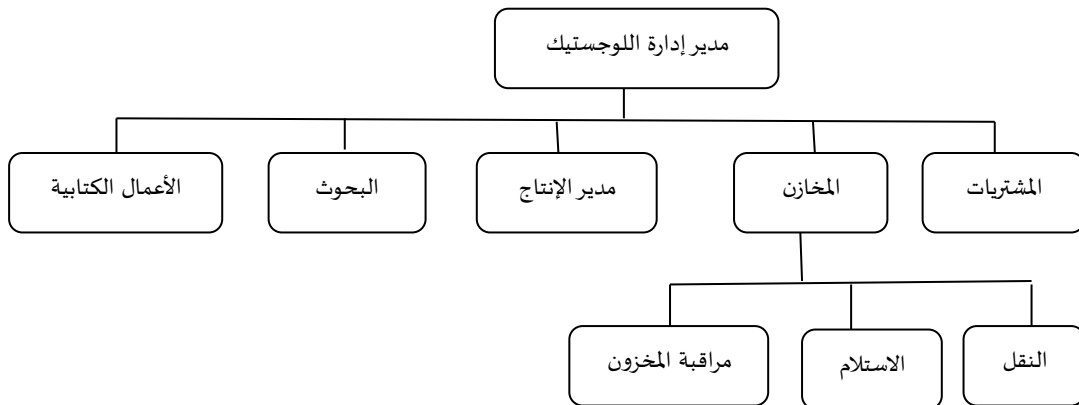 مدير إدارة اللوجستيك
المشتريات
المخازن
مدير الإنتاج
البحوث
الأعمال الكتابية
النقل
الاستلام
مراقبة المخزون